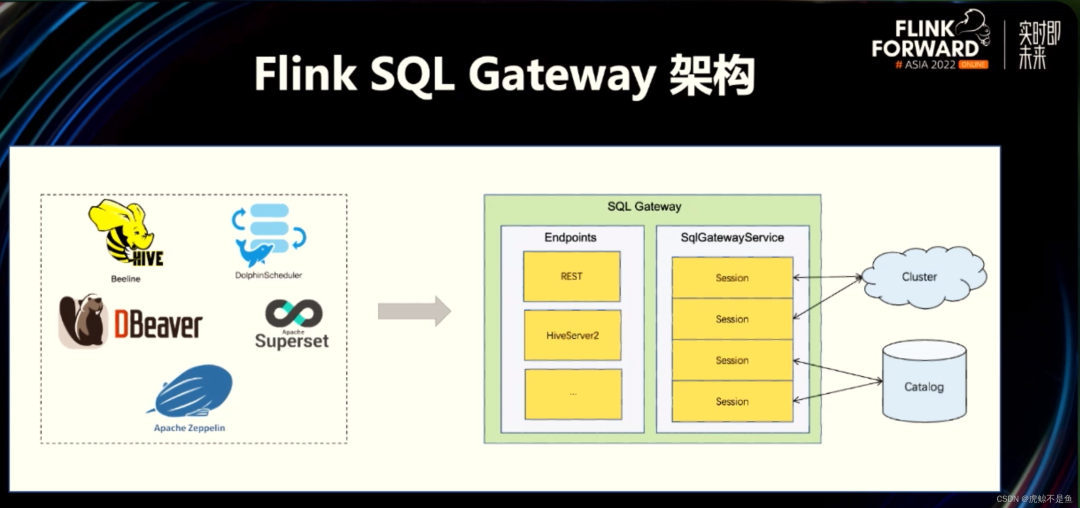 FLINK
FORWARD
# ASIA 2022 ONLINE
实时即
未来
Flink SQL Gateway 架构
HIVE
Beeline
DolphinScheduler
DBeaver
Apache
Superset
Apache Zeppelin
SQL Gateway
Endpoints
REST
HiveServer2
...
SqlGatewayService
Session
Session
Session
Session
Cluster
Catalog
CSDN @虎鲸不是鱼